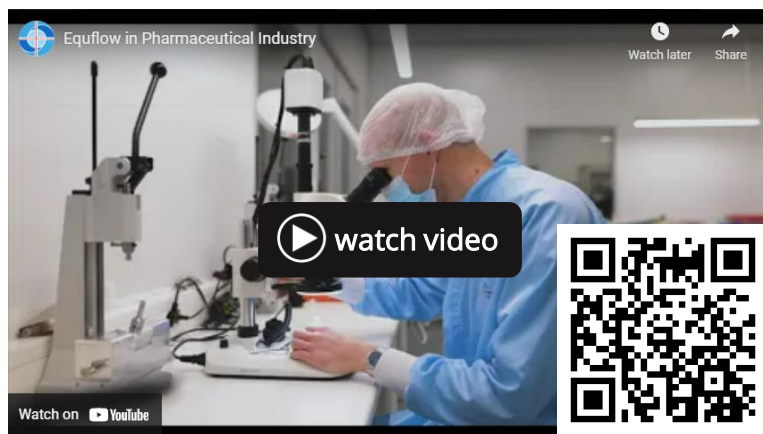 Equflow in Pharmaceutical Industry
Watch later
Share
watch video
Watch on YouTube